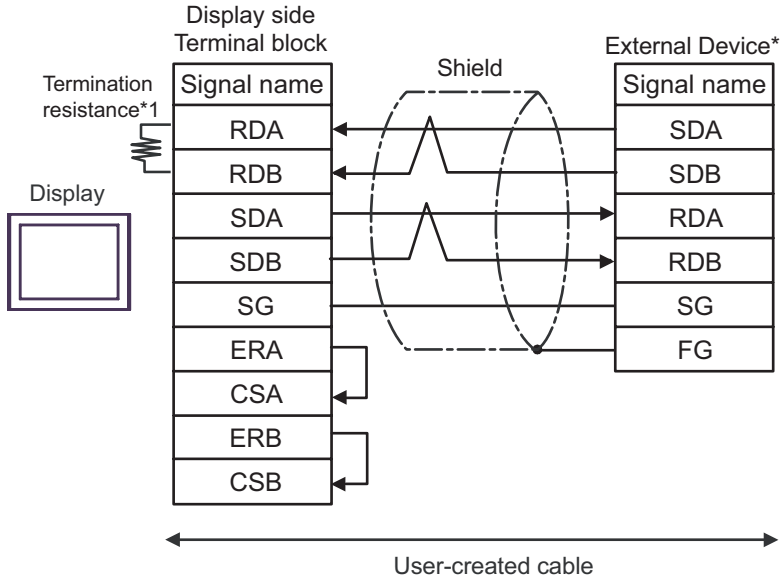 Display side
Terminal block
External Device*
Shield
Termination
resistance*1
Signal name
Signal name
RDA
SDA
RDB
SDB
Display
SDA
RDA
SDB
RDB
SG
SG
ERA
FG
CSA
ERB
CSB
User-created cable